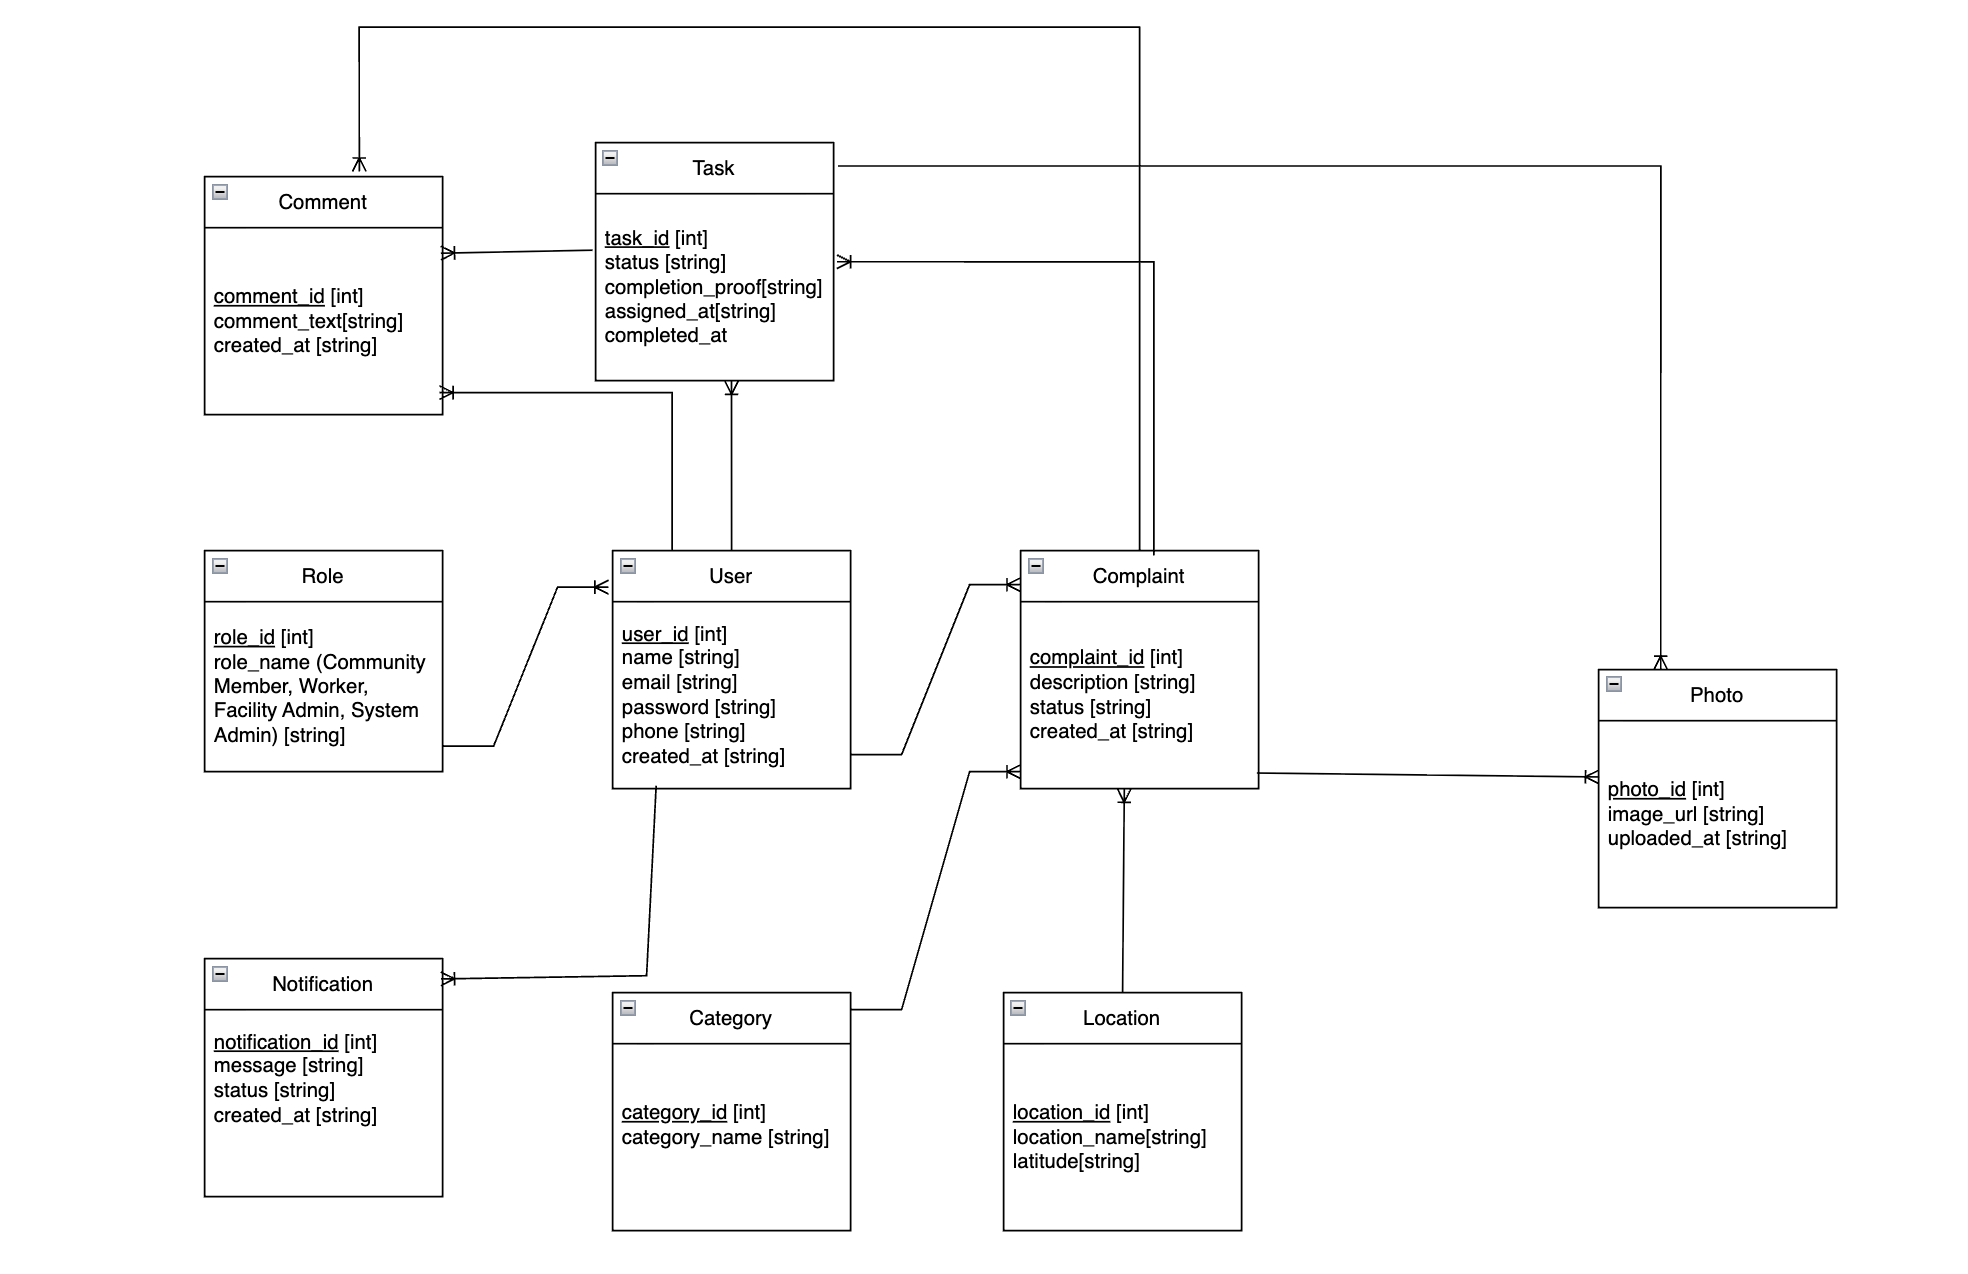 Task
task_id [int]
status [string]
completion_proof[string]
assigned_at[string]
completed_at
Comment
comment_id [int]
comment_text[string]
created_at [string]
Role
role_id [int]
role_name (Community
Member, Worker,
Facility Admin, System
Admin) [string]
User
user_id [int]
name [string]
email [string]
password [string]
phone [string]
created_at [string]
Complaint
complaint_id [int]
description [string]
status [string]
created_at [string]
Photo
photo_id [int]
image_url [string]
uploaded_at [string]
Notification
notification_id [int]
message [string]
status [string]
created_at [string]
Category
category_id [int]
category_name [string]
Location
location_id [int]
location_name[string]
latitude[string]